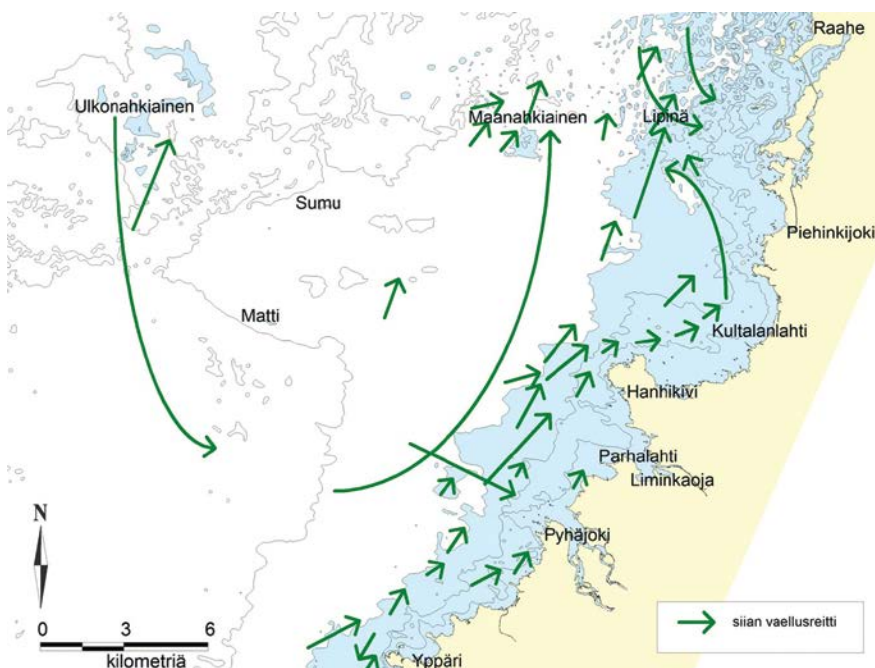 Raahe
Ulkonahkiainen
Maanahkiainen
Lipinä
Sumu
Piehinkijoki
Matti
Kultalanlahti
Hanhikivi
Parhalahti
Liminkaoja
N
Pyhäjoki
0 3 6
kilometriä
siian vaellusreitti
Yppäri